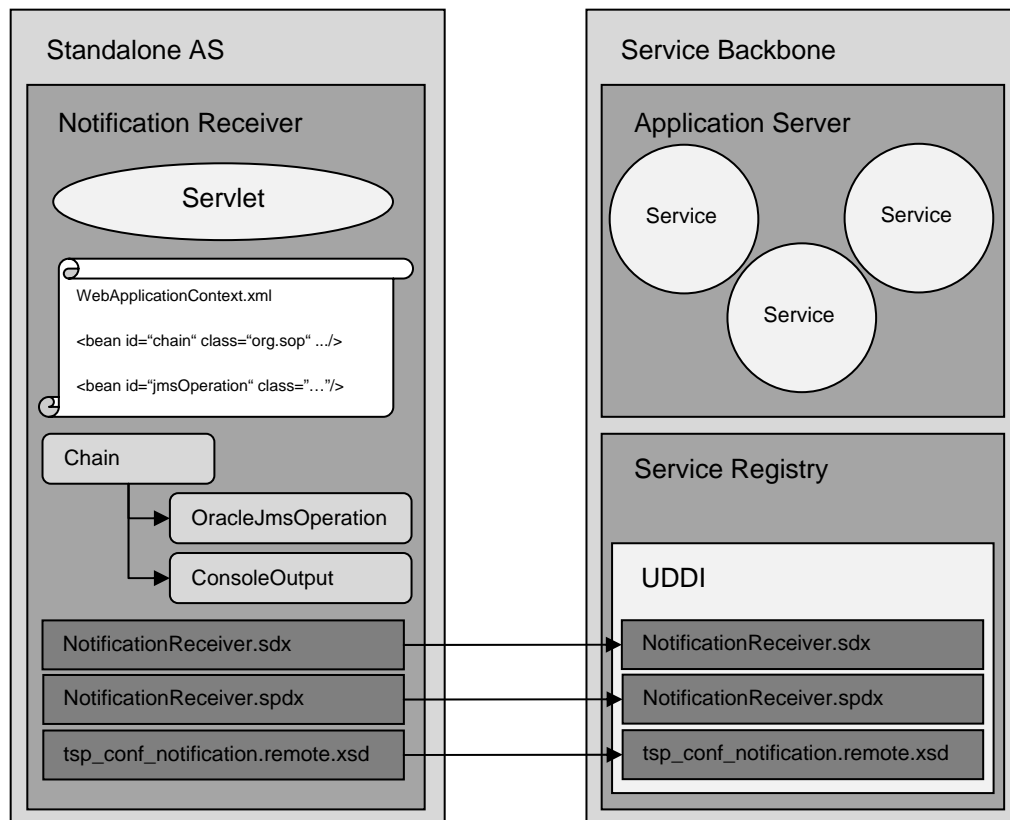 Standalone AS
Notification Receiver
Servlet
WebApplicationContext.xml
<bean id=“chain“ class=“org.sop“ .../>
<bean id=“jmsOperation“ class=”…”/>
Chain
OracleJmsOperation
ConsoleOutput
NotificationReceiver.sdx
NotificationReceiver.spdx
tsp_conf_notification.remote.xsd
Service Backbone
Application Server
Service
Service
Service
Service Registry
UDDI
NotificationReceiver.sdx
NotificationReceiver.spdx
tsp_conf_notification.remote.xsd